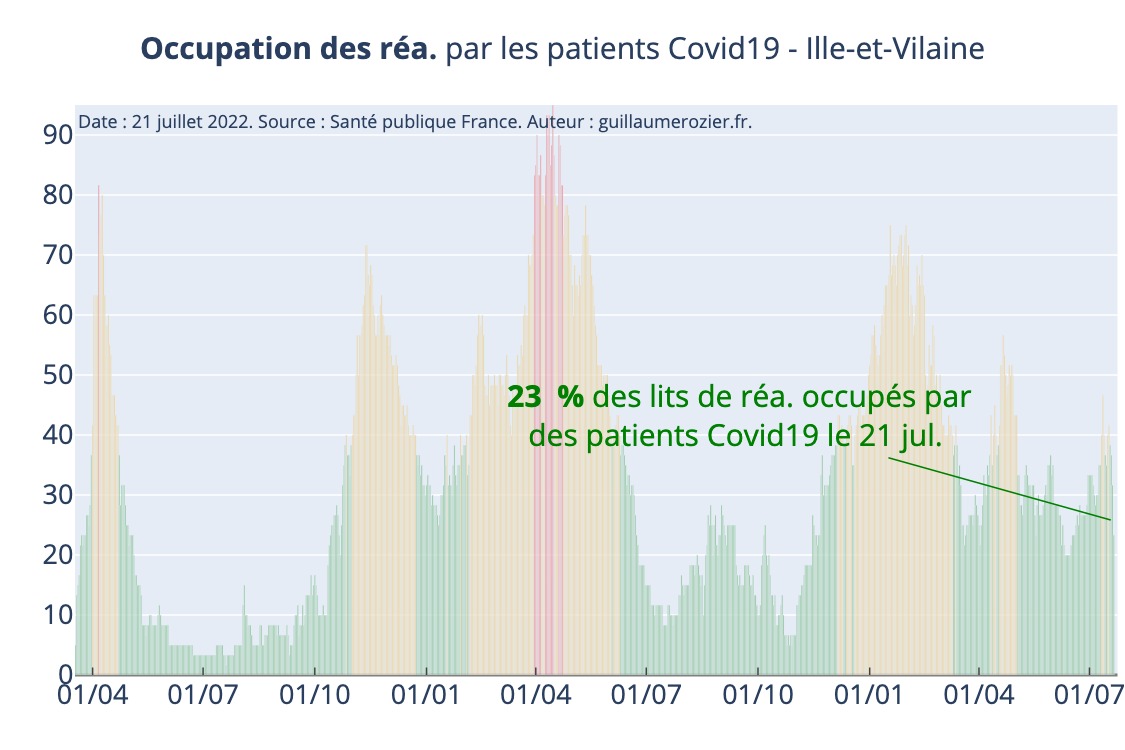 Occupation des réa. par les patients Covid19 - Ille-et-Vilaine
Date : 21 juillet 2022. Source : Santé publique France. Auteur : guillaumerozier.fr.
90
80
70
60
50
40
30
20
10
0
23 % des lits de réa. occupés par
des patients Covid19 le 21 jul.
01/04 01/07 01/10 01/01 01/04 01/07 01/10 01/01 01/04 01/07